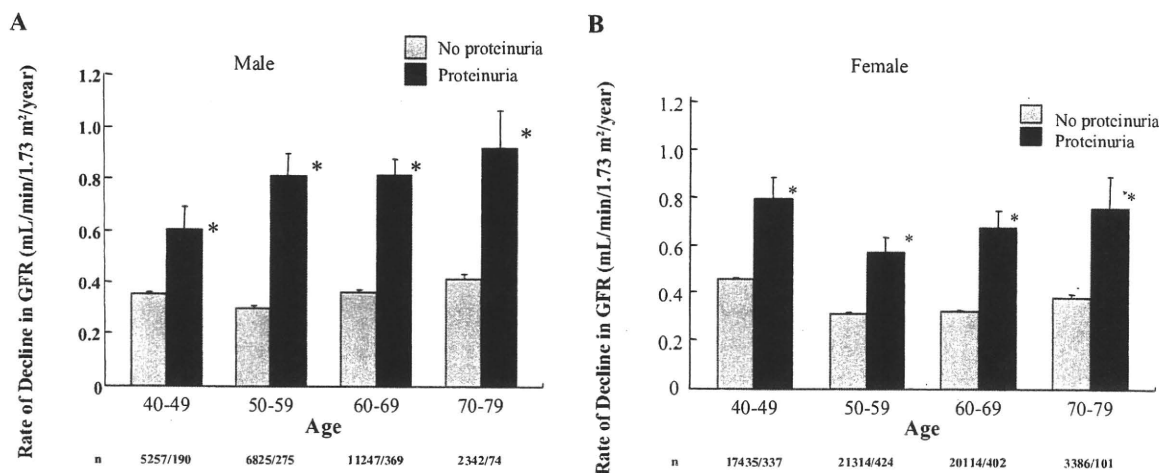 A
Male
No proteinuria
Proteinuria
Rate of Decline in GFR (mL/min/1.73 m²/year)
1.2
1.0
0.8
0.6
0.4
0.2
0
*
*
*
*
40-49 50-59 60-69 70-79
Age
n 5257/190 6825/275 11247/369 2342/74
B
Female
No proteinuria
Proteinuria
Rate of Decline in GFR (mL/min/1.73 m²/year)
1.2
1.0
0.8
0.6
0.4
0.2
0
*
*
*
*
40-49 50-59 60-69 70-79
Age
n 17435/337 21314/424 20114/402 3386/101